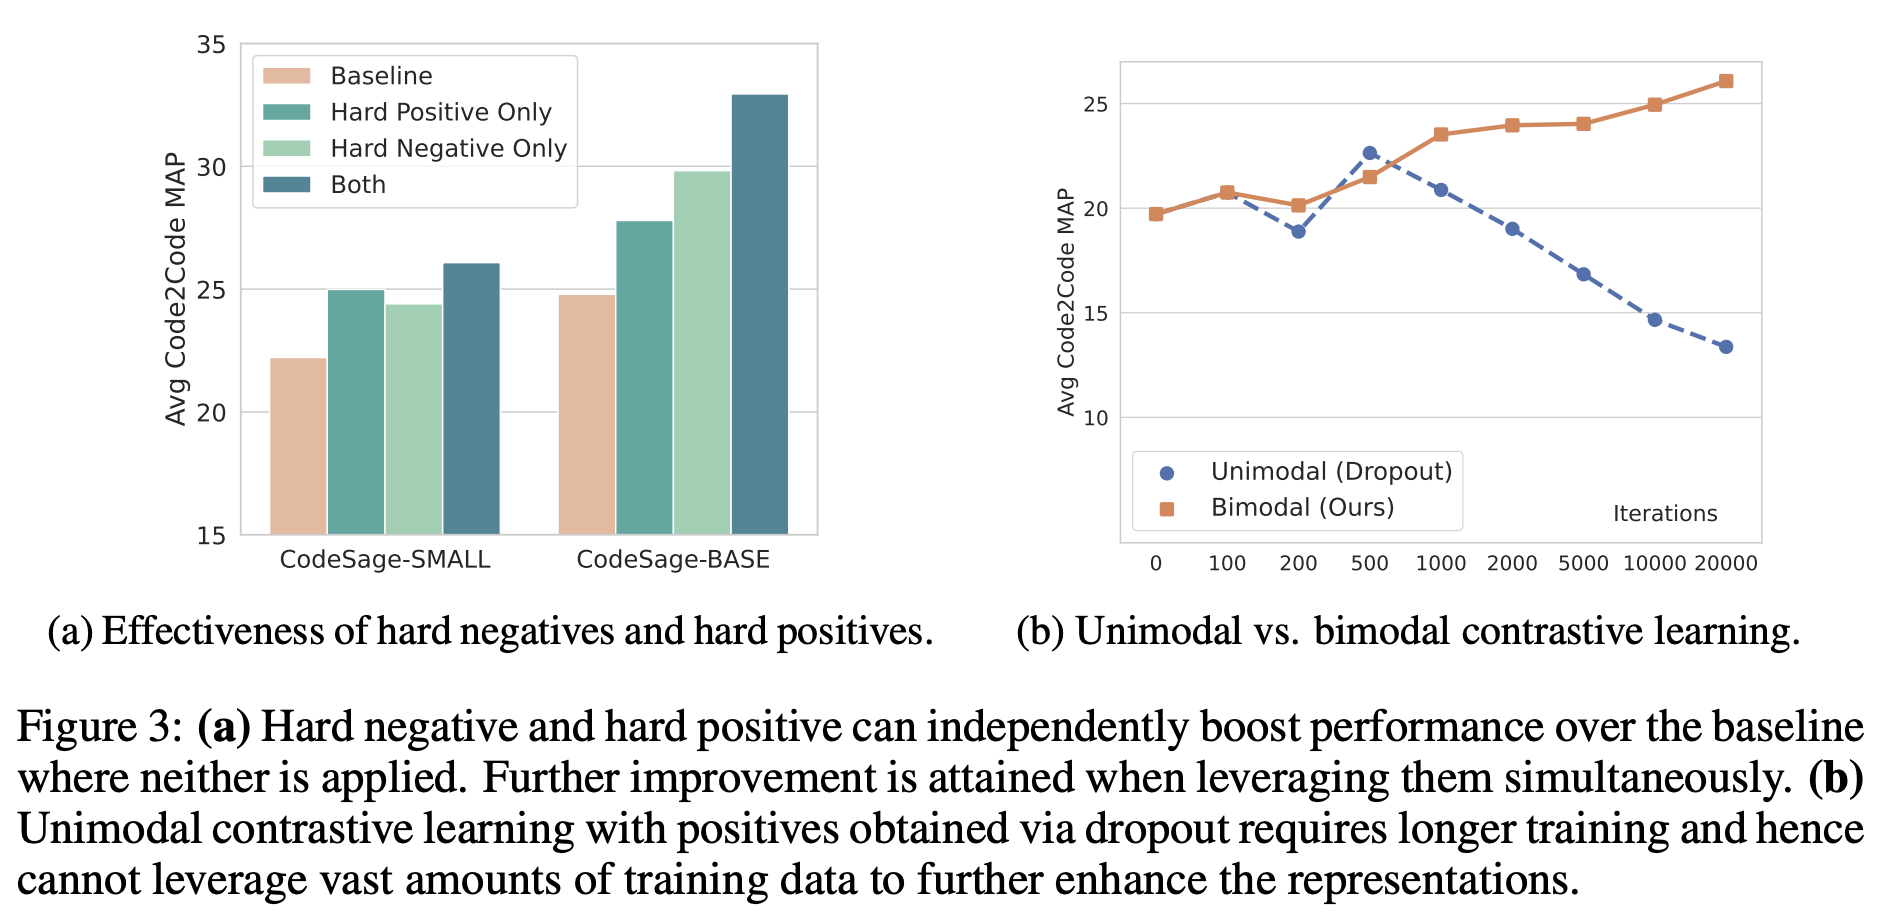 35
30
25
20
15
Avg Code2Code MAP
Baseline
Hard Positive Only
Hard Negative Only
Both
CodeSage-SMALL CodeSage-BASE
(a) Effectiveness of hard negatives and hard positives.
25
20
15
10
Avg Code2Code MAP
Unimodal (Dropout)
Bimodal (Ours)
Iterations
0 100 200 500 1000 2000 5000 10000 20000
(b) Unimodal vs. bimodal contrastive learning.
Figure 3: (a) Hard negative and hard positive can independently boost performance over the baseline
where neither is applied. Further improvement is attained when leveraging them simultaneously. (b)
Unimodal contrastive learning with positives obtained via dropout requires longer training and hence
cannot leverage vast amounts of training data to further enhance the representations.